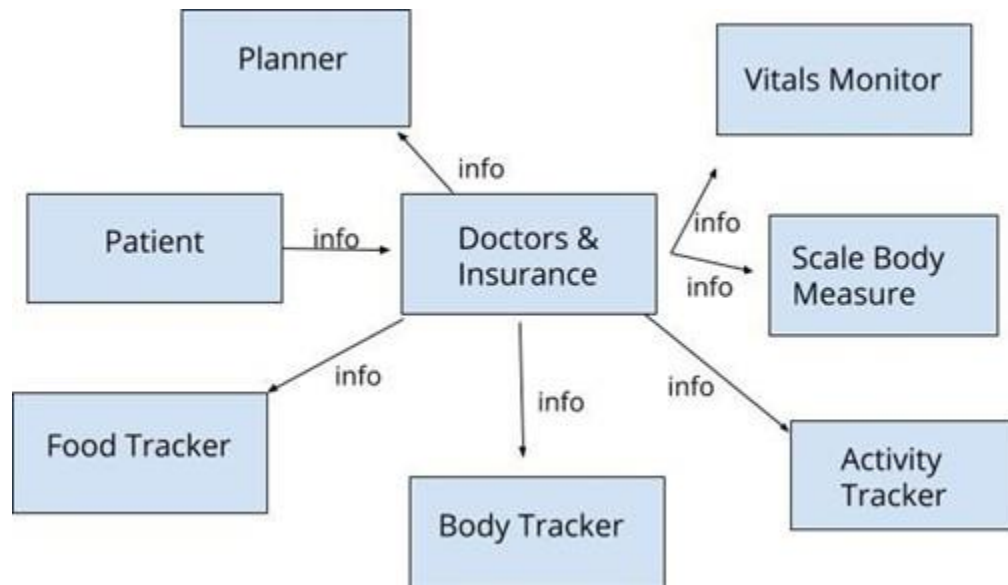 Planner
Vitals Monitor
info
Patient
info
Doctors &
Insurance
info
Scale Body
Measure
info
info
info
info
Food Tracker
Body Tracker
Activity
Tracker